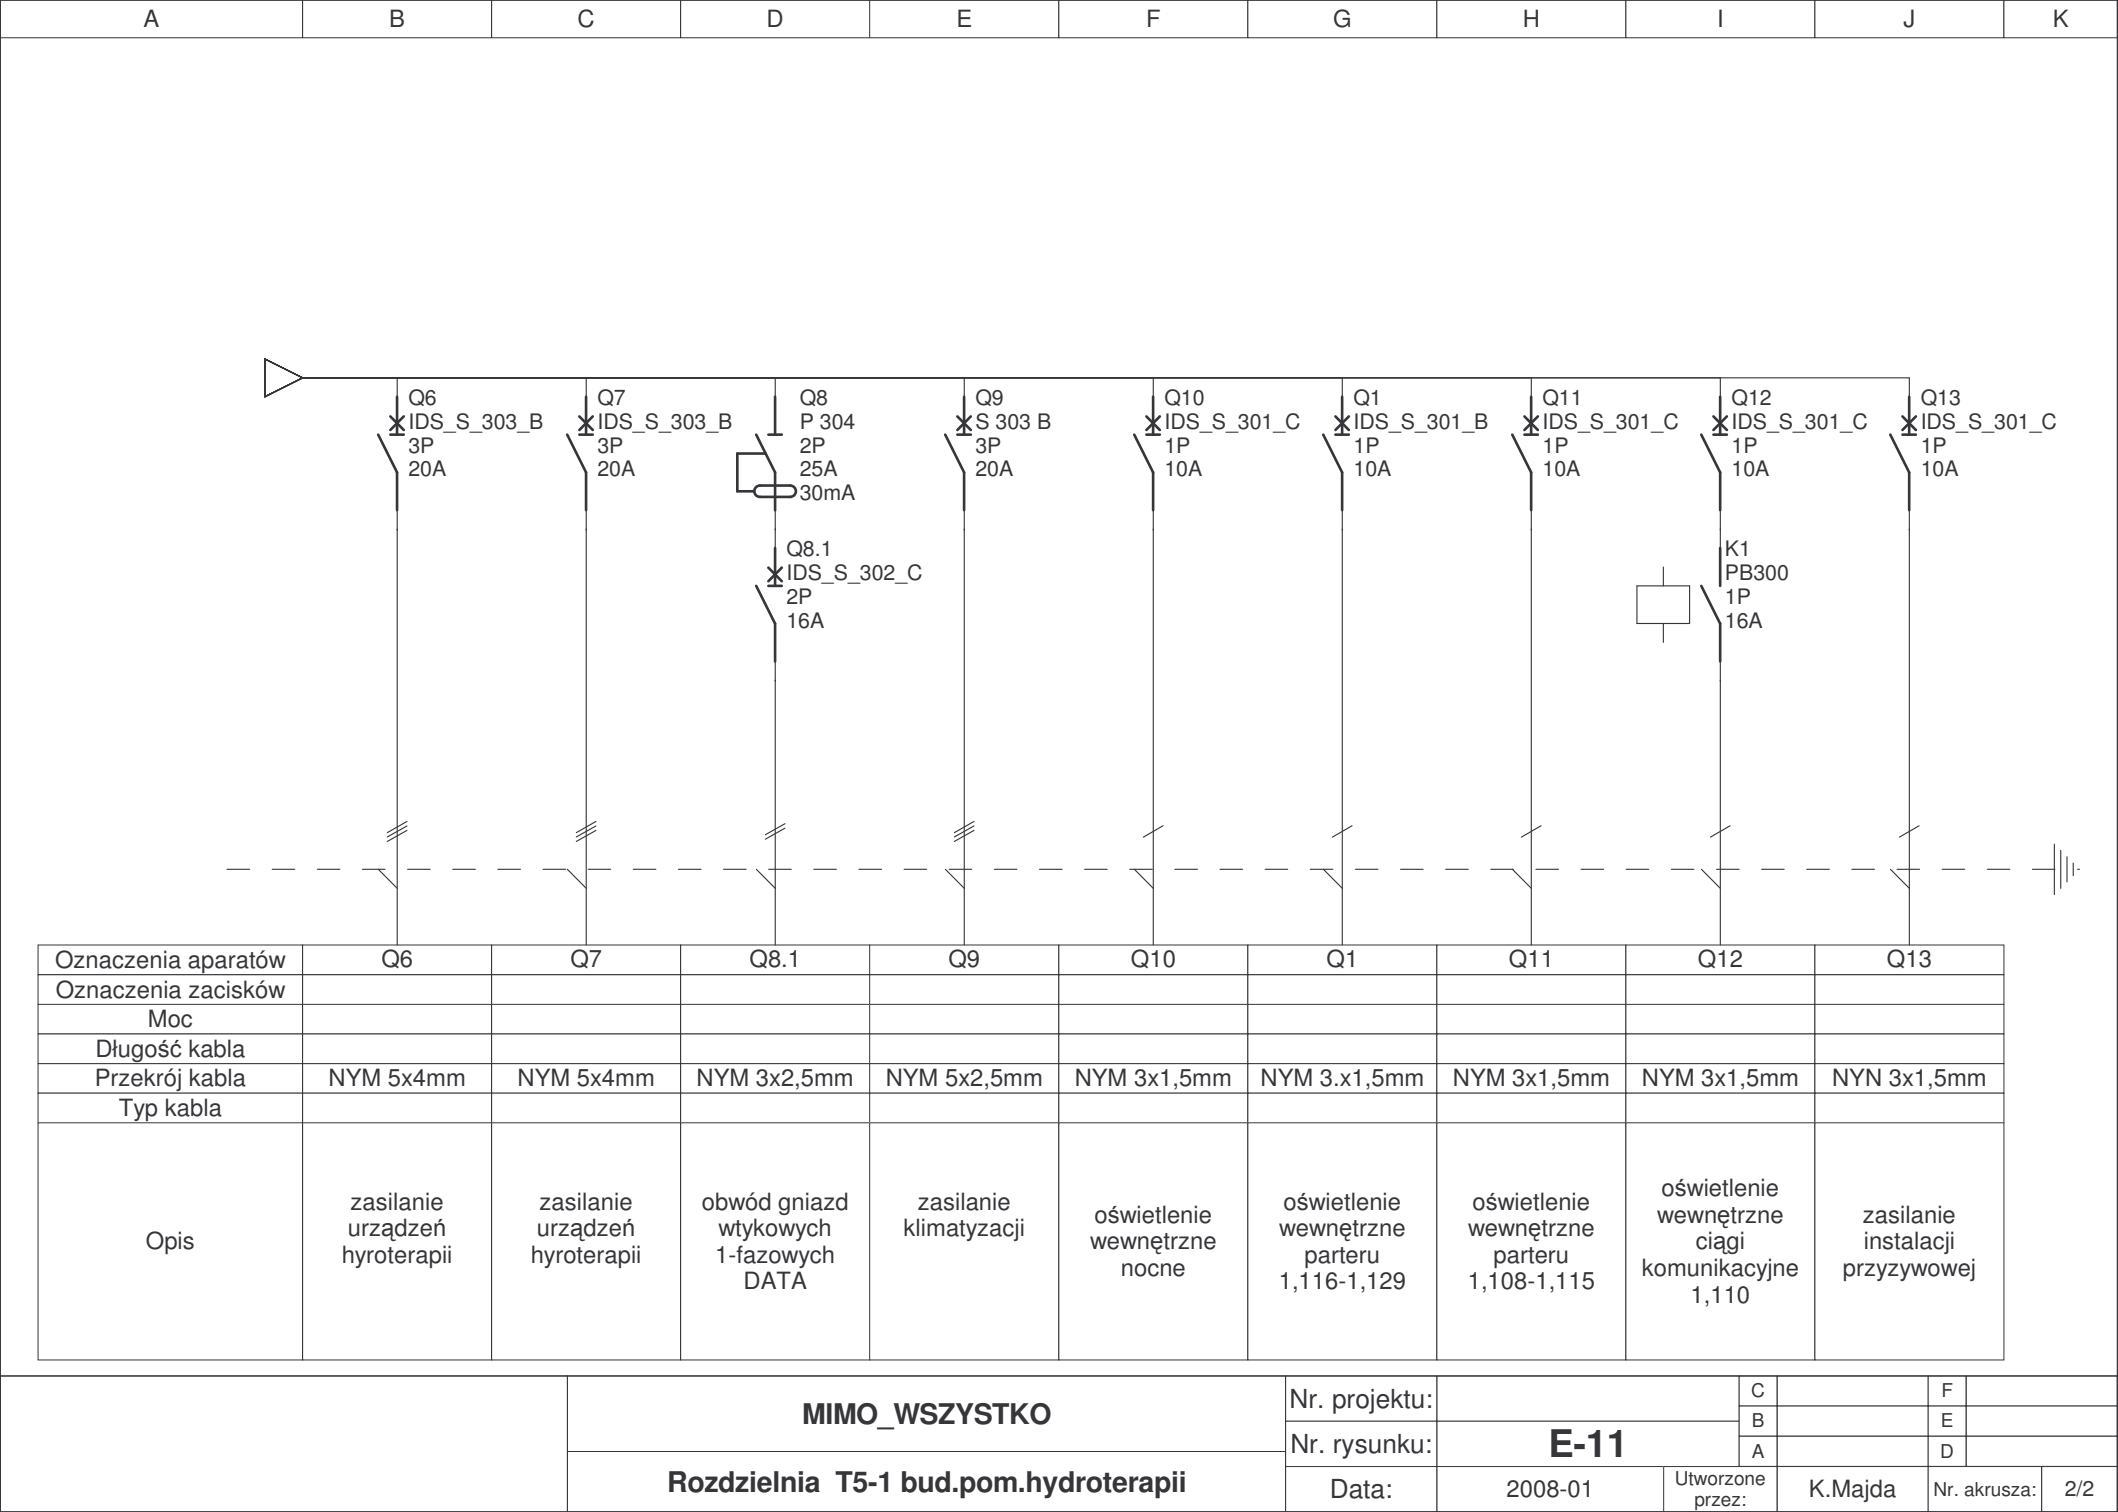 A B C D E F G H I J K
Q6 Q7 Q8 Q9 Q10 Q1 Q11 Q12 Q13
IDS_S_303_B IDS_S_303_B P 304 S 303 B IDS_S_301_C IDS_S_301_B IDS_S_301_C IDS_S_301_C IDS_S_301_C
3P 3P 2P 3P 1P 1P 1P 1P 1P
20A 20A 25A 20A 10A 10A 10A 10A 10A
30mA
Q8.1 K1
IDS_S_302_C PB300
2P 1P
16A 16A
Oznaczenia aparatów Q6 Q7 Q8.1 Q9 Q10 Q1 Q11 Q12 Q13
Oznaczenia zacisków
Moc
Długość kabla
Przekrój kabla NYM 5x4mm NYM 5x4mm NYM 3x2,5mm NYM 5x2,5mm NYM 3x1,5mm NYM 3.x1,5mm NYM 3x1,5mm NYM 3x1,5mm NYN 3x1,5mm
Typ kabla
Opis
zasilanie
urządzeń
hyroterapii
zasilanie
urządzeń
hyroterapii
obwód gniazd
wtykowych
1-fazowych
DATA
zasilanie
klimatyzacji
oświetlenie
wewnętrzne
nocne
oświetlenie
wewnętrzne
parteru
1,116-1,129
oświetlenie
wewnętrzne
parteru
1,108-1,115
oświetlenie
wewnętrzne
ciągi
komunikacyjne
1,110
zasilanie
instalacji
przyzywowej
MIMO_WSZYSTKO
Rozdzielnia T5-1 bud.pom.hydroterapii
Nr. projektu: C F
B E
Nr. rysunku: E-11 A D
Data: 2008-01 Utworzone
przez: K.Majda Nr. akrusza: 2/2